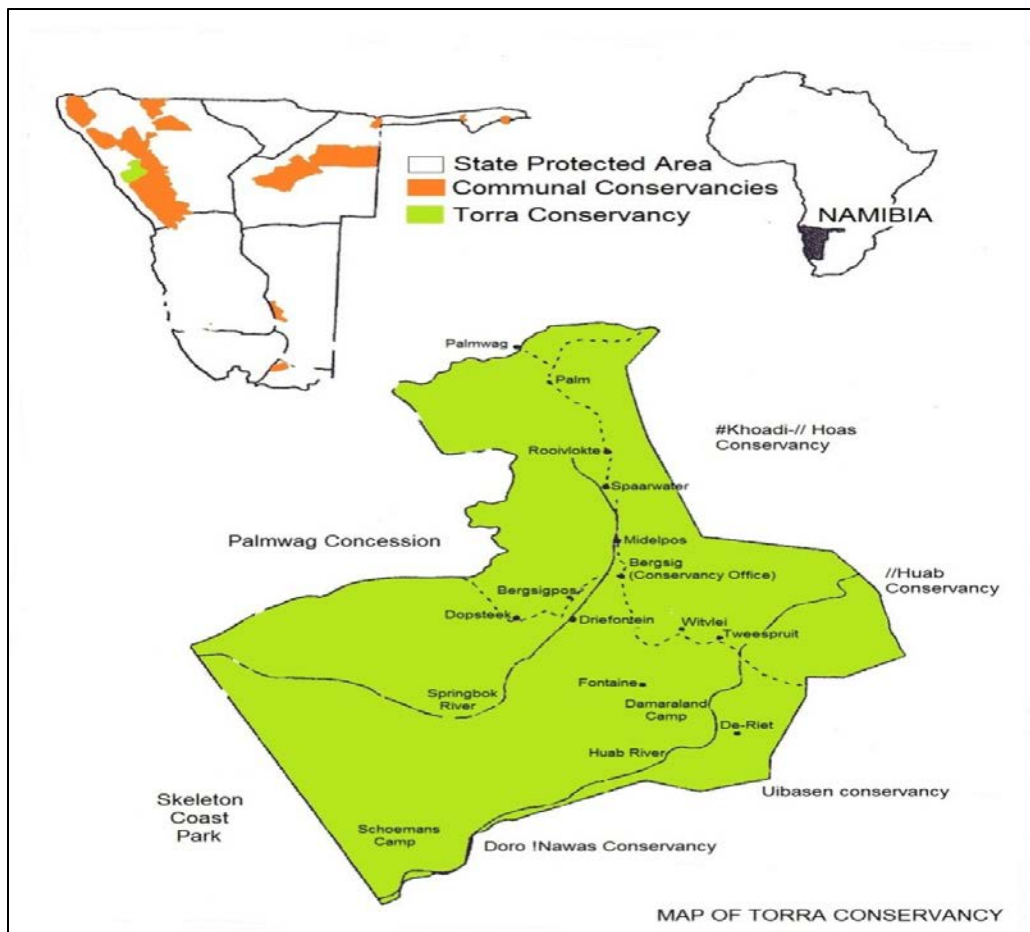 State Protected Area
Communal Conservancies
Torra Conservancy
NAMIBIA
Palmwag
Palm
#Khoadi-// Hoas
Conservancy
Rooivlokte
Spaarwater
Palmwag Concession
Midelpos
Bergsig
(Conservancy Office)
//Huab
Conservancy
Bergsigpos
Dopsteek
Driefontein
Witvlei
Tweespruit
Springbok
River
Fontaine
Damaraland
Camp
De-Riet
Huab River
Uibasen conservancy
Skeleton
Coast
Park
Schoemans
Camp
Doro !Nawas Conservancy
MAP OF TORRA CONSERVANCY